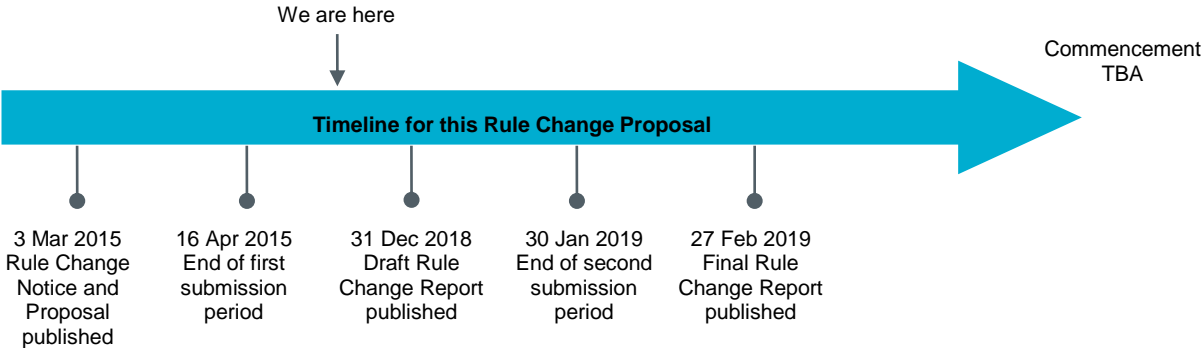 We are here
Commencement
TBA
Timeline for this Rule Change Proposal
3 Mar 2015
Rule Change
Notice and
Proposal
published
16 Apr 2015
End of first
submission
period
31 Dec 2018
Draft Rule
Change Report
published
30 Jan 2019
End of second
submission
period
27 Feb 2019
Final Rule
Change Report
published